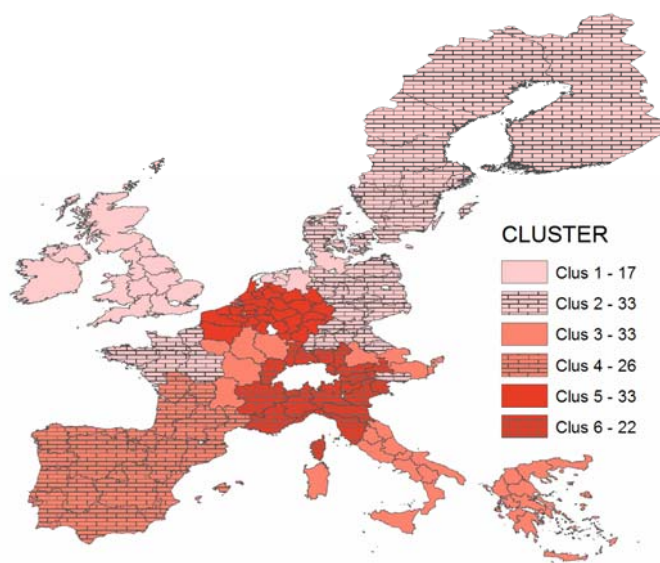 CLUSTER
Clus 1 - 17
Clus 2 - 33
Clus 3 - 33
Clus 4 - 26
Clus 5 - 33
Clus 6 - 22